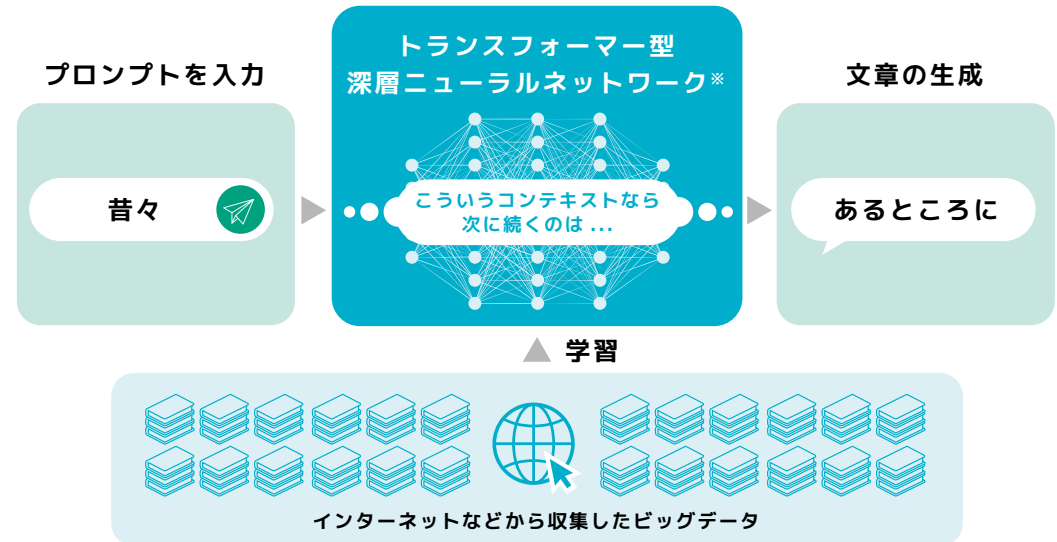 プロンプトを入力
昔々
トランスフォーマー型
深層ニューラルネットワーク※
こういうコンテキストなら
次に続くのは ...
文章の生成
あるところに
学習
インターネットなどから収集したビッグデータ